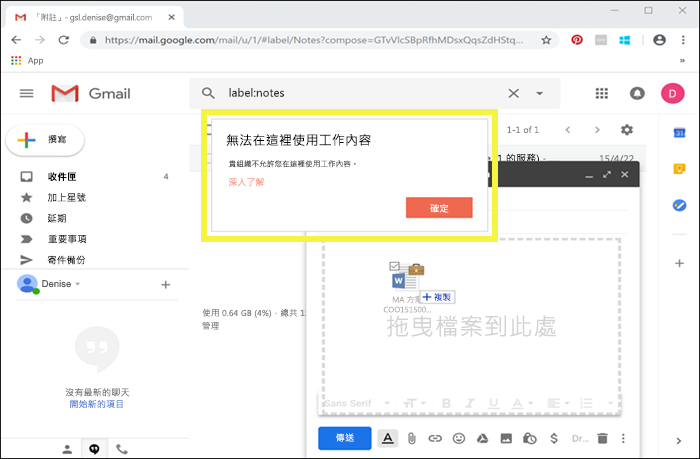 「附註」- gsl.denise@gmail.com
https://mail.google.com/mail/u/1/#label/Notes?compose=GTvVlcSBpRfhMDsxQqsZdHStq...
App
Gmail
label:notes
D
撰寫
1-1 of 1
無法在這裡使用工作內容
貴組織不允許您在這裡使用工作內容。
深入了解
確定
31
1 的服務) -
15/4/22
收件匣
4
加上星號
延期
重要事項
寄件備份
Denise
MA 方
COO151500...
複製
拖曳檔案到此處
使用 0.64 GB (4%)，總共 1
管理
沒有最新的聊天
開始新的項目
Sans Serif
B I U A
傳送
A
Dr...